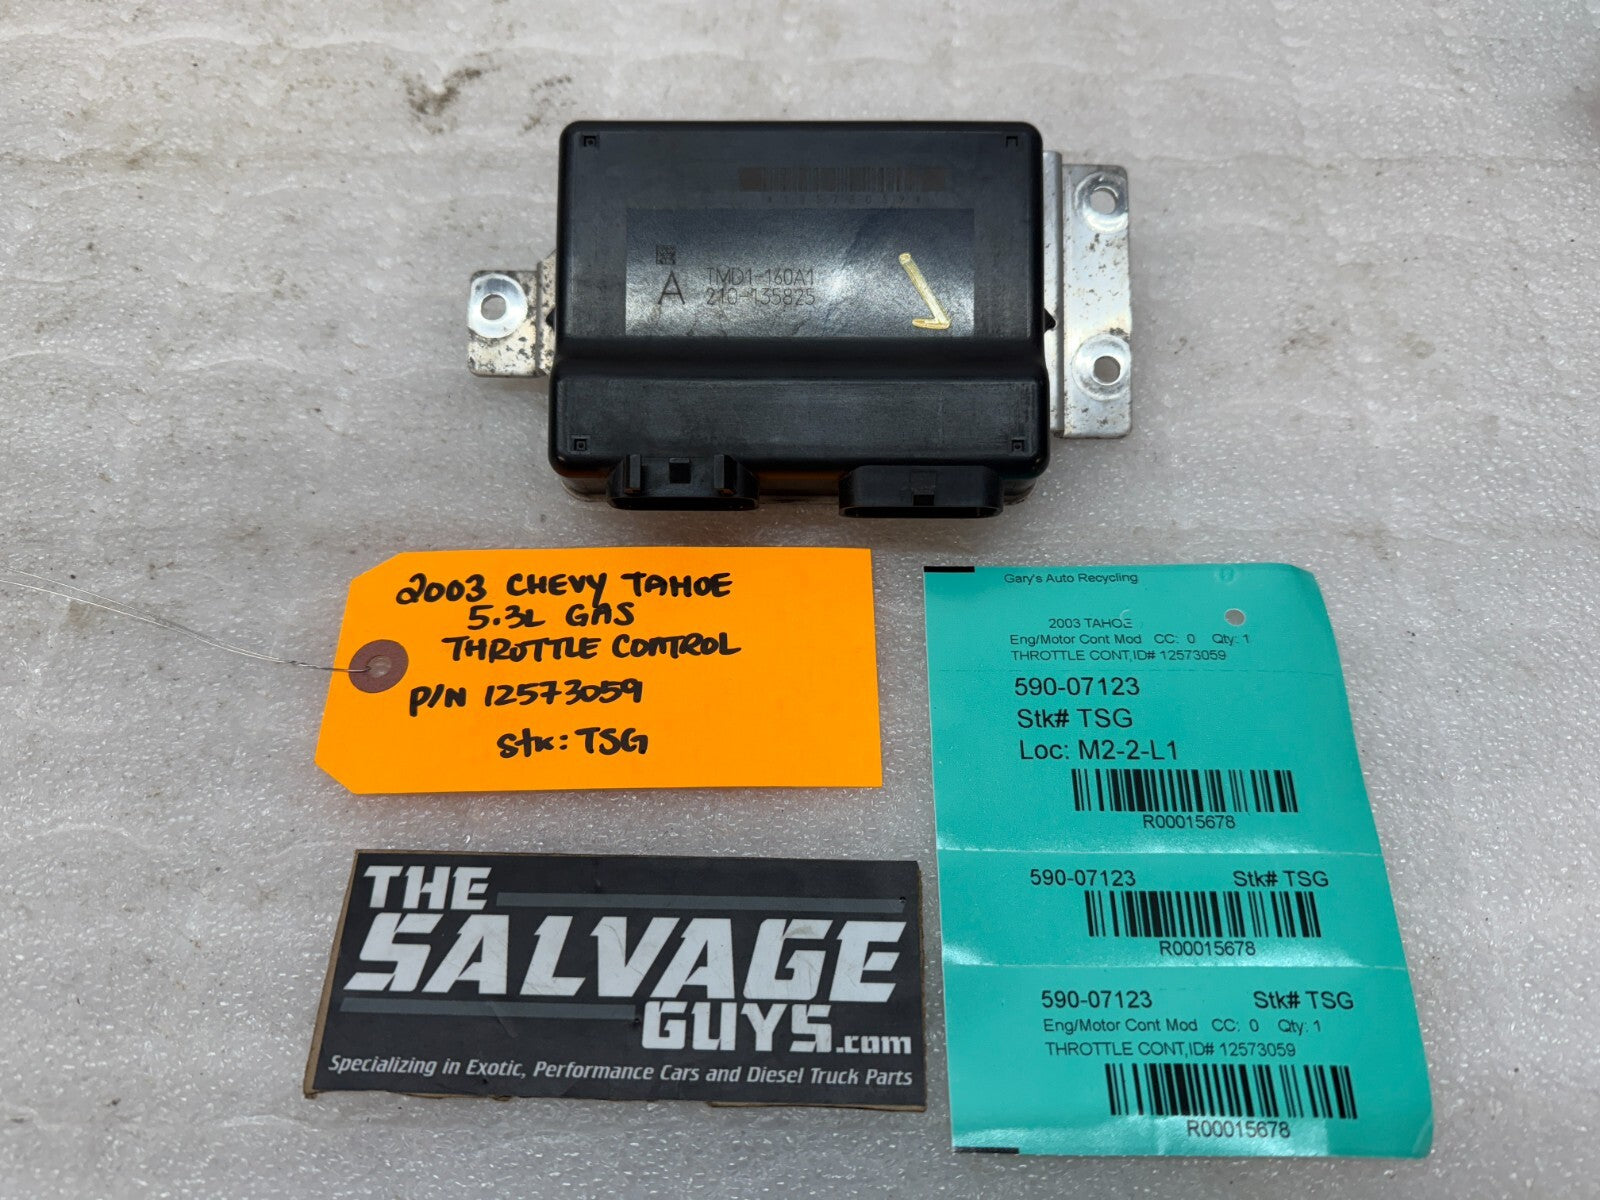 A
TMD1-160A1
210-135825
2003 CHEVY TAHOE
5.3L GAS
THROTTLE CONTROL
P/N 12573059
Stk: TSG
Gary's Auto Recycling
2003 TAHOE
Eng/Motor Cont Mod CC: 0 Qty: 1
THROTTLE CONT,ID# 12573059
590-07123
Stk# TSG
Loc: M2-2-L1
R00015678
590-07123 Stk# TSG
R00015678
590-07123 Stk# TSG
Eng/Motor Cont Mod CC: 0 Qty: 1
THROTTLE CONT,ID# 12573059
R00015678
THE
SALVAGE
GUYS.com
Specializing in Exotic, Performance Cars and Diesel Truck Parts